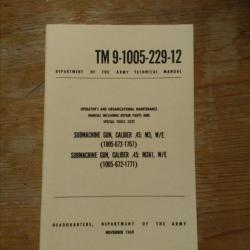 TM 9-1005-229-12
DEPARTMENT OF THE ARMY TECHNICAL MANUAL
OPERATOR'S AND ORGANIZATIONAL MAINTENANCE
MANUAL INCLUDING REPAIR PARTS AND
SPECIAL TOOLS LISTS
SUBMACHINE GUN, CALIBER .45: M3, W/E
(1005-672-1767)
SUBMACHINE GUN, CALIBER .45: M3A1, W/E
(1005-672-1771)
HEADQUARTERS, DEPARTMENT OF THE ARMY
NOVEMBER 1969